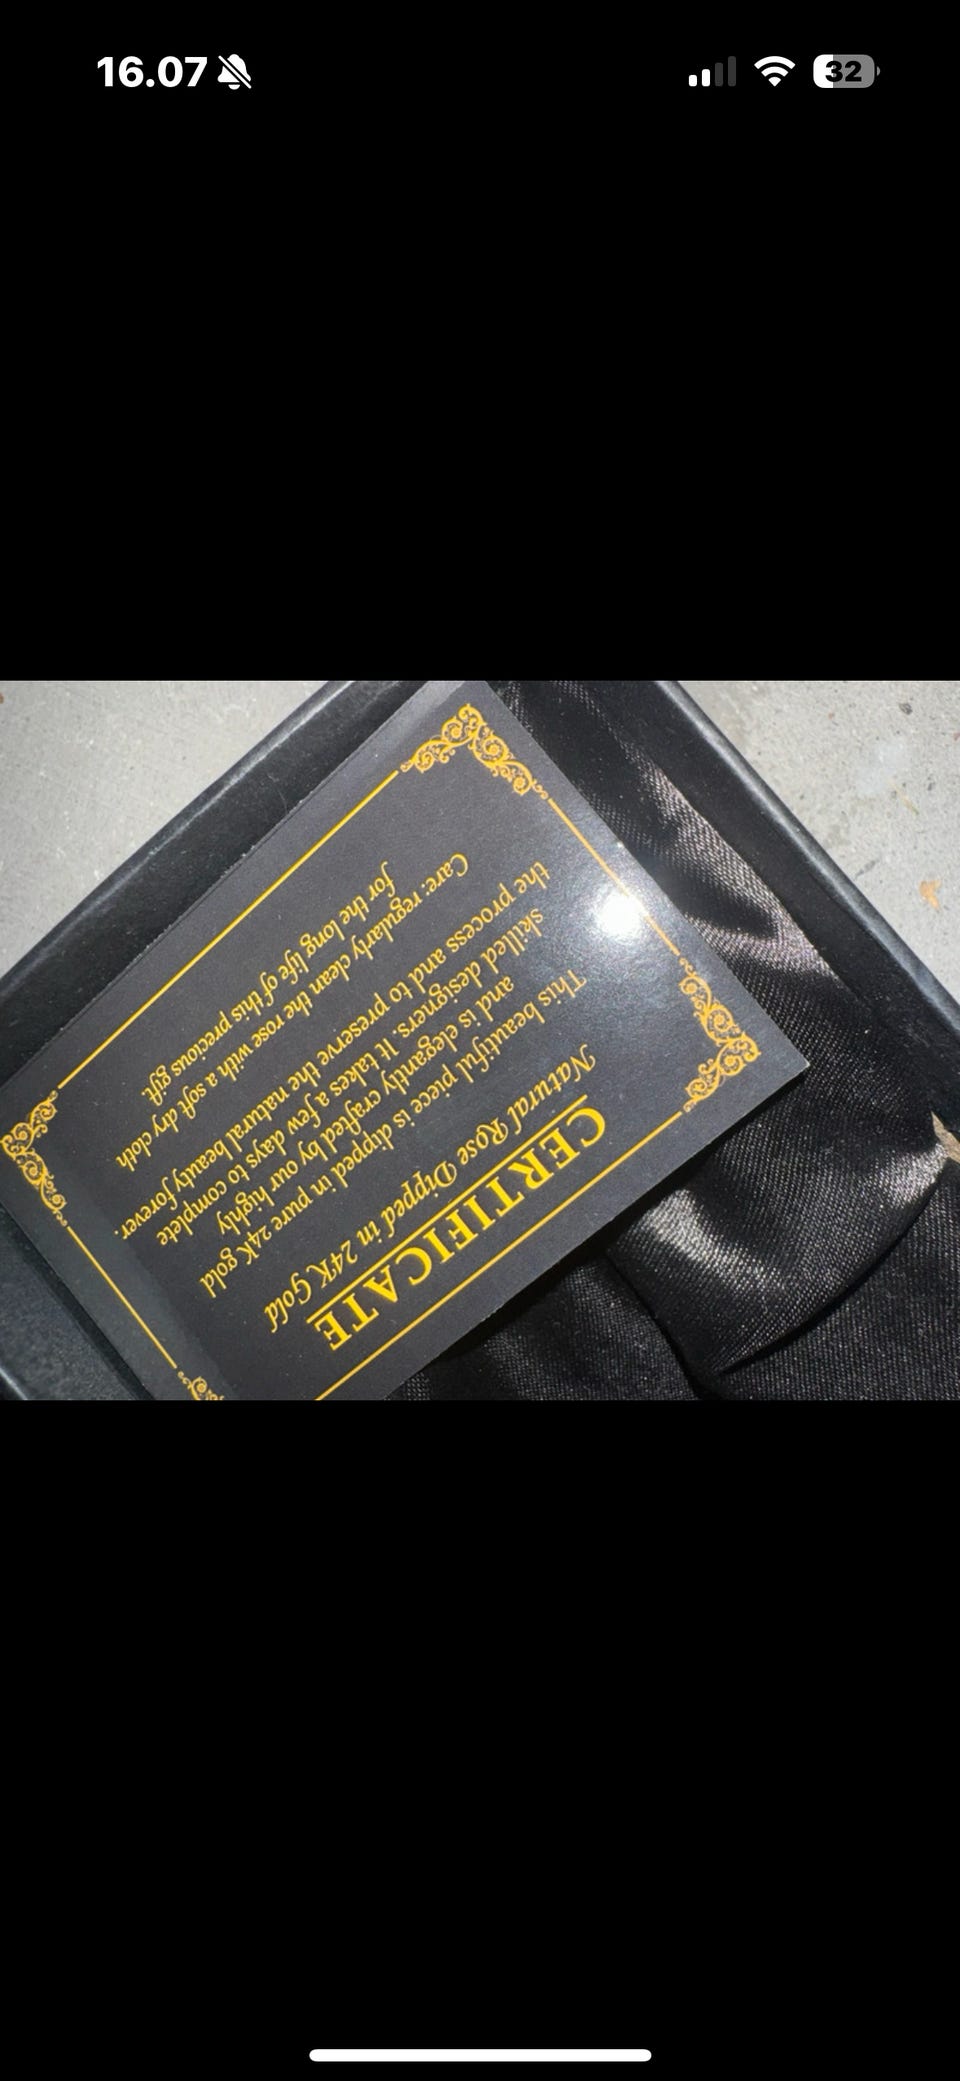 16.07
32
CERTIFICATE
Natural Rose Dipped in 24K Gold
This beautiful piece is dipped in pure 24K gold
and is elegantly crafted by our highly
skilled designers. It takes a few days to complete
the process and to preserve the natural beauty forever.
Care: regularly clean the rose with a soft dry cloth
for the long life of this precious gift.